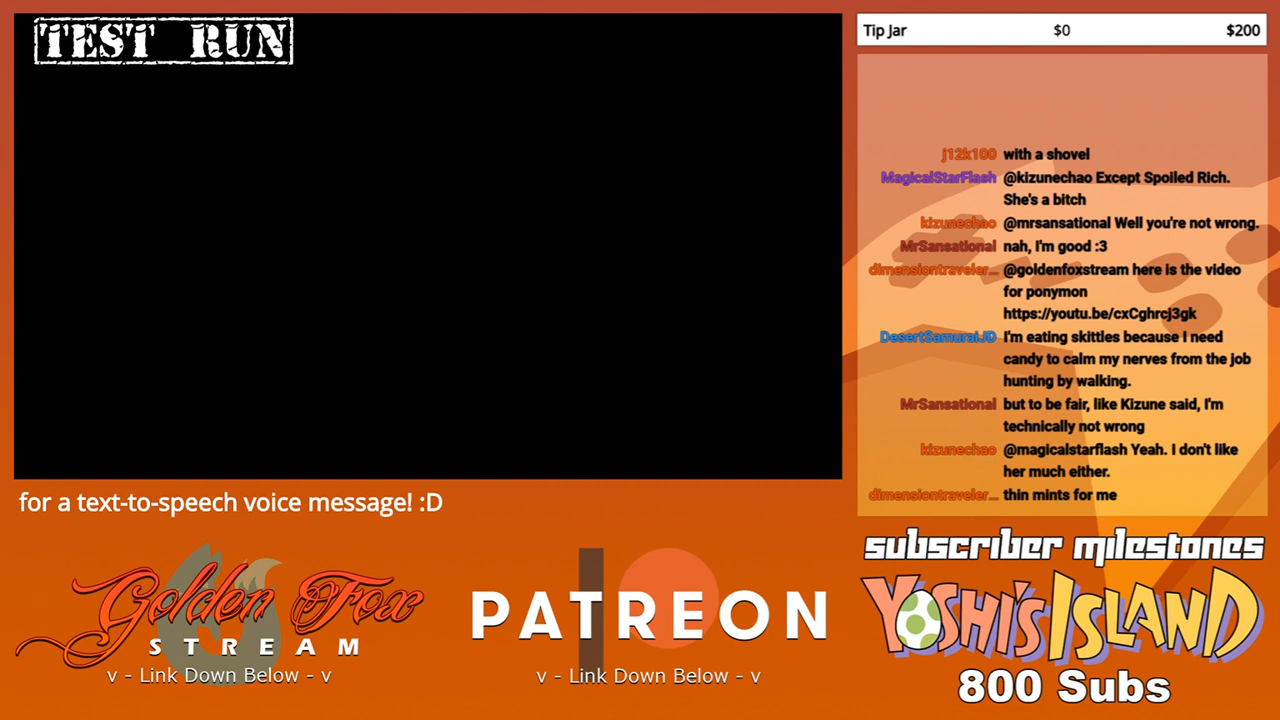 TEST RUN
Tip Jar $0 $200
j12k100 with a shovel
MagicalStarFlash @kizunechao Except Spoiled Rich.
She's a bitch
kizunechao @mrsansational Well you're not wrong.
MrSansational nah, I'm good :3
dimensiontraveler... @goldenfoxstream here is the video
for ponymon
https://youtu.be/cxCghrcj3gk
DesertSamuraiJD I'm eating skittles because I need
candy to calm my nerves from the job
hunting by walking.
MrSansational but to be fair, like Kizune said, I'm
technically not wrong
kizunechao @magicalstarflash Yeah. I don't like
her much either.
dimensiontraveler... thin mints for me
for a text-to-speech voice message! :D
Golden Fox
STREAM
v - Link Down Below - v
PATREON
v - Link Down Below - v
subscriber milestones
YOSHI'S ISLAND
800 Subs